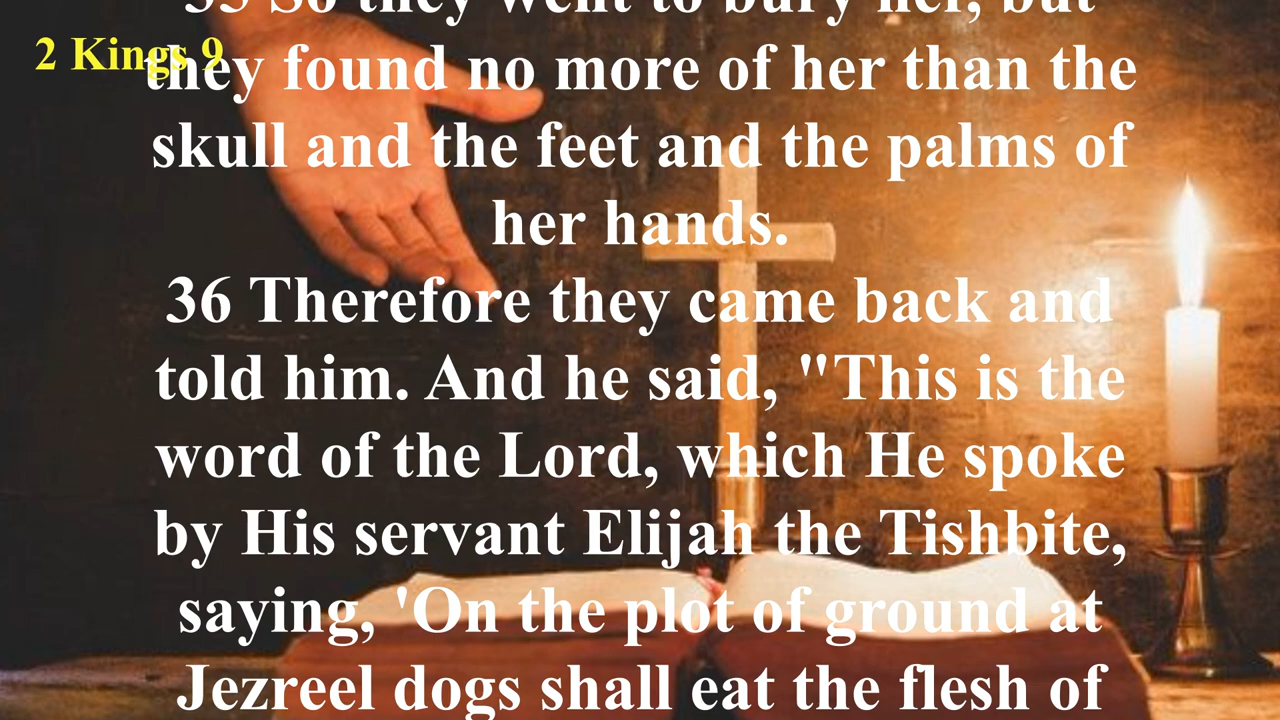 35 So they went to bury her, but
2 Kings 9
they found no more of her than the
skull and the feet and the palms of
her hands.
36 Therefore they came back and
told him. And he said, "This is the
word of the Lord, which He spoke
by His servant Elijah the Tishbite,
saying, 'On the plot of ground at
Jezreel dogs shall eat the flesh of